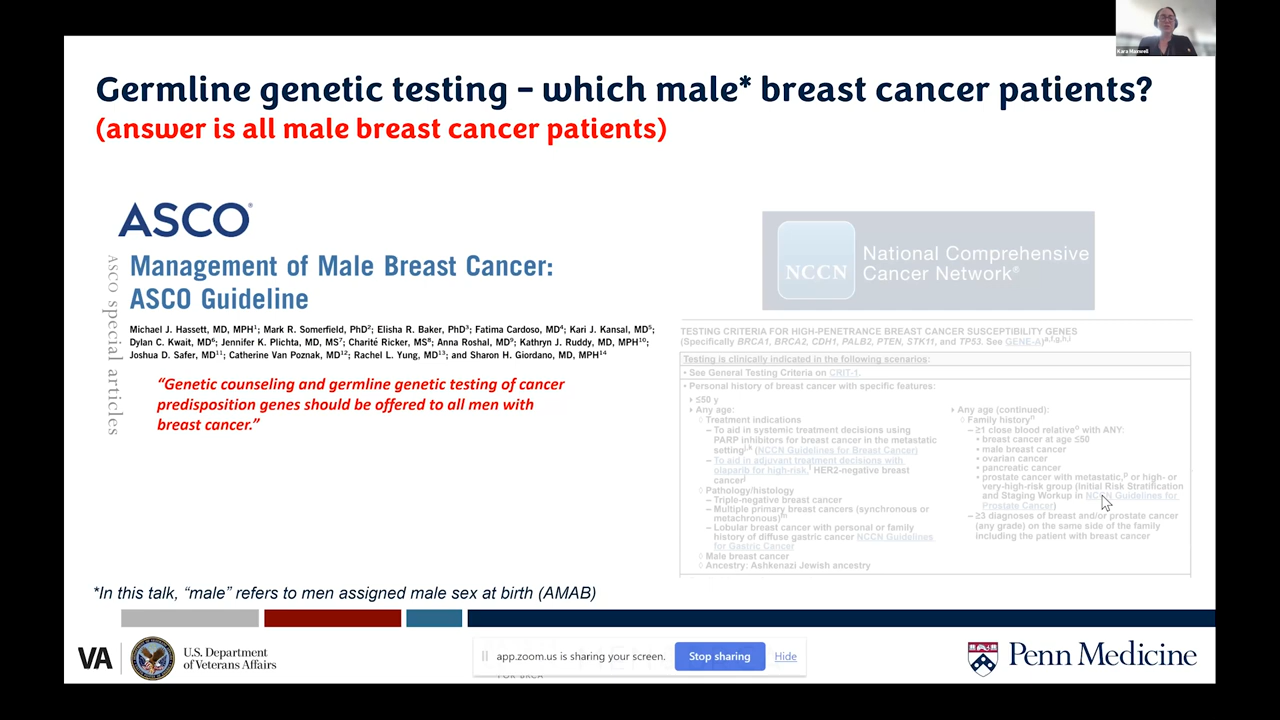 Kara Maxwell
Germline genetic testing – which male* breast cancer patients?
(answer is all male breast cancer patients)
ASCO®
ASCO special articles
Management of Male Breast Cancer:
ASCO Guideline
Michael J. Hassett, MD, MPH1; Mark R. Somerfield, PhD2; Elisha R. Baker, PhD3; Fatima Cardoso, MD4; Kari J. Kansal, MD5;
Dylan C. Kwait, MD6; Jennifer K. Plichta, MD, MS7; Charité Ricker, MS8; Anna Roshal, MD9; Kathryn J. Ruddy, MD, MPH10;
Joshua D. Safer, MD11; Catherine Van Poznak, MD12; Rachel L. Yung, MD13; and Sharon H. Giordano, MD, MPH14
“Genetic counseling and germline genetic testing of cancer
predisposition genes should be offered to all men with
breast cancer.”
NCCN
National Comprehensive
Cancer Network®
TESTING CRITERIA FOR HIGH-PENETRANCE BREAST CANCER SUSCEPTIBILITY GENES
(Specifically BRCA1, BRCA2, CDH1, PALB2, PTEN, STK11, and TP53. See GENE-A)a,f,g,h,i
Testing is clinically indicated in the following scenarios:
• See General Testing Criteria on CRIT-1.
• Personal history of breast cancer with specific features:
≤50 y
Any age:
◊ Treatment indications
– To aid in systemic treatment decisions using
PARP inhibitors for breast cancer in the metastatic
setting (NCCN Guidelines for Breast Cancer)
– To aid in adjuvant treatment decisions with
olaparib for high-risk, HER2-negative breast
cancer
◊ Pathology/histology
– Triple-negative breast cancer
– Multiple primary breast cancers (synchronous or
metachronous)m
– Lobular breast cancer with personal or family
history of diffuse gastric cancer NCCN Guidelines
for Gastric Cancer
◊ Male breast cancer
◊ Ancestry: Ashkenazi Jewish ancestry
Any age (continued):
◊ Family historyn
– ≥1 close blood relative with ANY:
• breast cancer at age ≤50
• male breast cancer
• ovarian cancer
• pancreatic cancer
• prostate cancer with metastatic,p or high- or
very-high-risk group (Initial Risk Stratification
and Staging Workup in NCCN Guidelines for
Prostate Cancer)
– ≥3 diagnoses of breast and/or prostate cancer
(any grade) on the same side of the family
including the patient with breast cancer
*In this talk, “male” refers to men assigned male sex at birth (AMAB)
VA
U.S. Department
of Veterans Affairs
app.zoom.us is sharing your screen.
Stop sharing
Hide
Penn Medicine